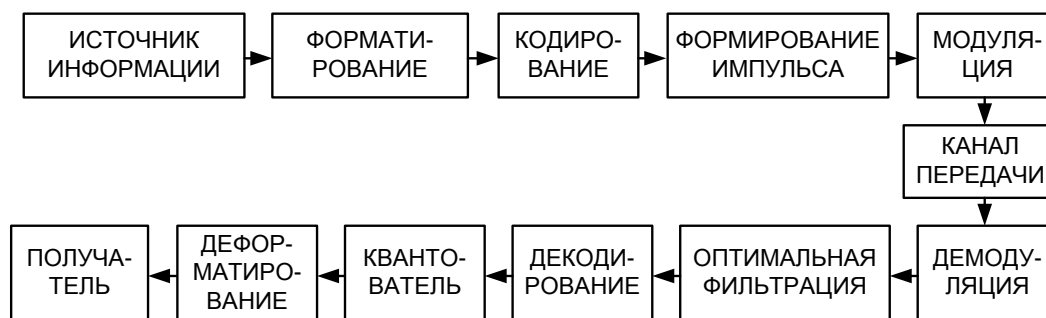 ИСТОЧНИК
ИНФОРМАЦИИ
ФОРМАТИ-
РОВАНИЕ
КОДИРО-
ВАНИЕ
ФОРМИРОВАНИЕ
ИМПУЛЬСА
МОДУЛЯ-
ЦИЯ
КАНАЛ
ПЕРЕДАЧИ
ПОЛУЧА-
ТЕЛЬ
ДЕФОР-
МАТИРО-
ВАНИЕ
КВАНТО-
ВАТЕЛЬ
ДЕКОДИ-
РОВАНИЕ
ОПТИМАЛЬНАЯ
ФИЛЬТРАЦИЯ
ДЕМОДУ-
ЛЯЦИЯ